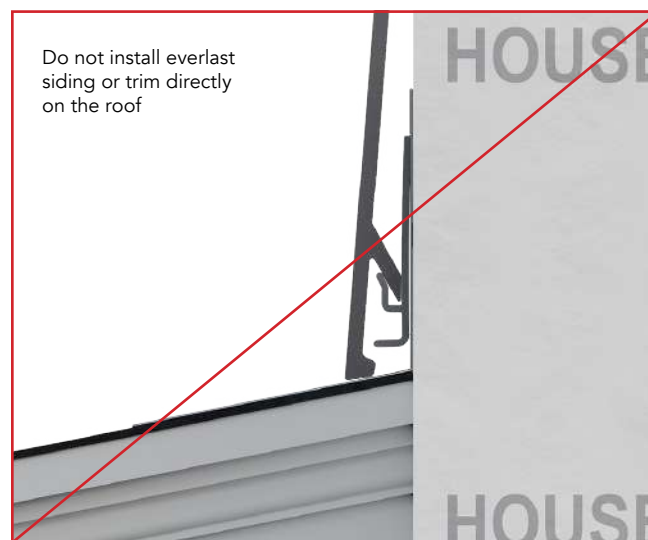 Do not install everlast
siding or trim directly
on the roof
HOUSE
HOUSE